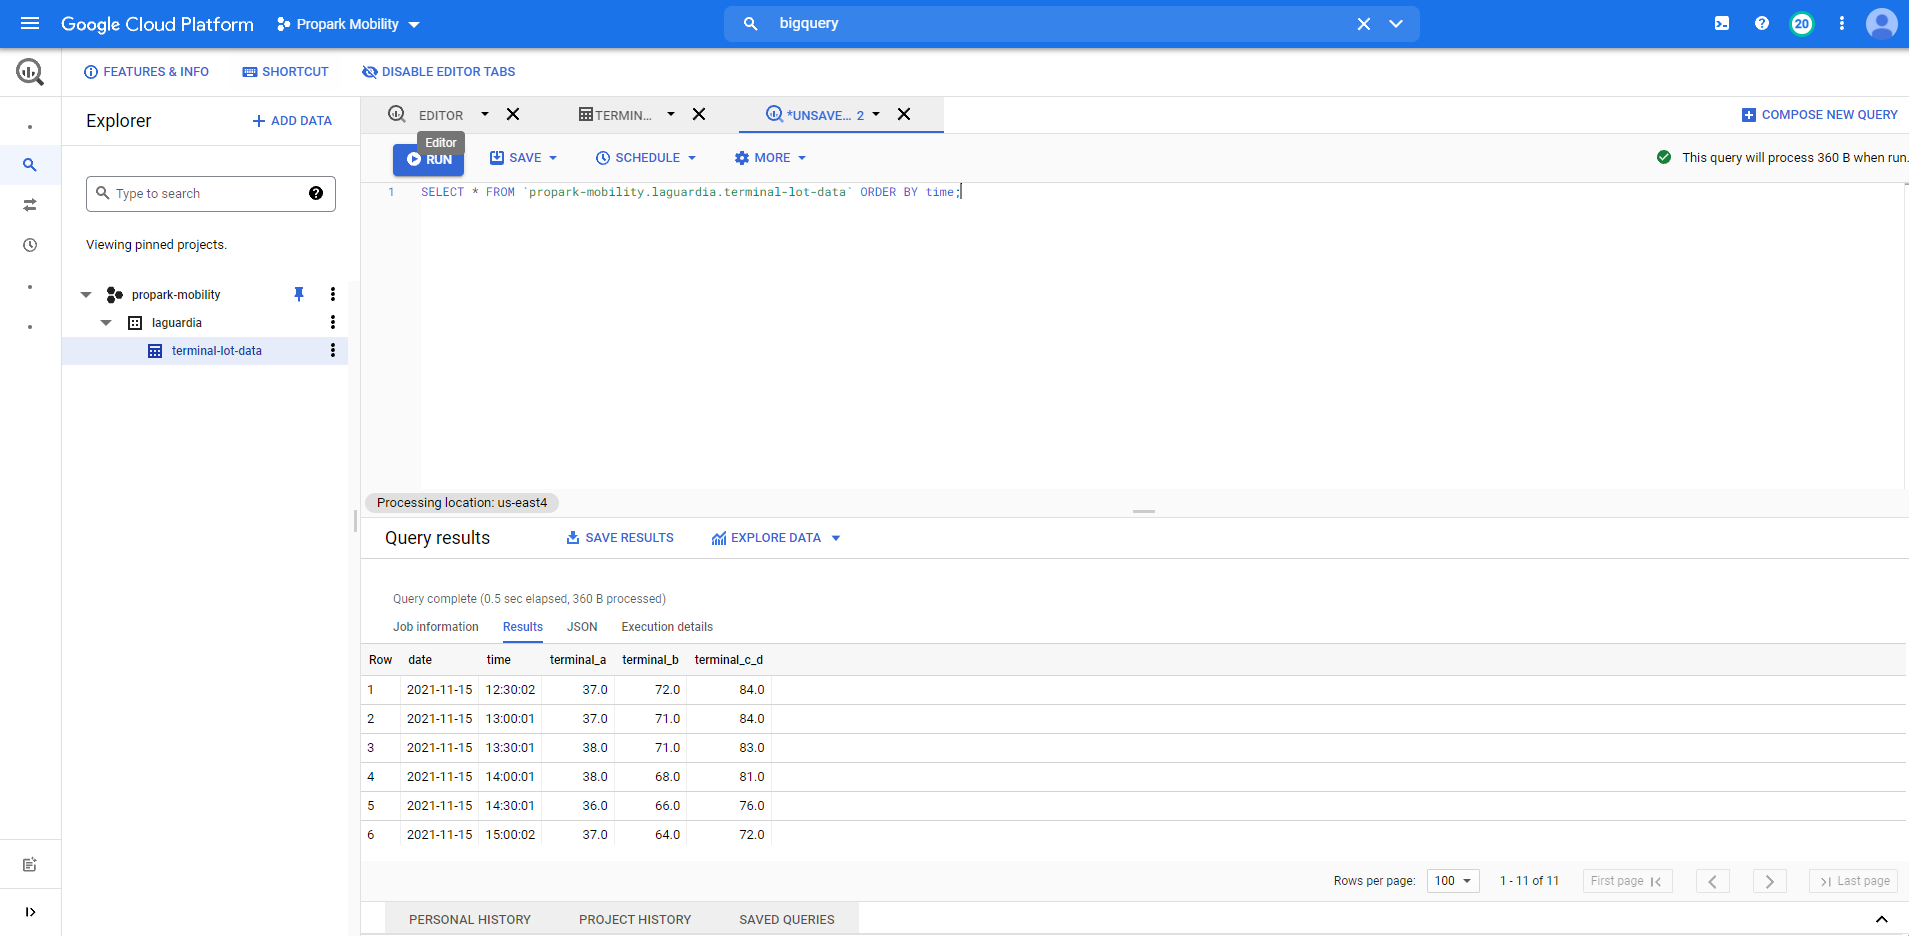 Google Cloud Platform Propark Mobility bigquery 20
FEATURES & INFO SHORTCUT DISABLE EDITOR TABS
Explorer ADD DATA
EDITOR TERMIN... *UNSAVE... 2 COMPOSE NEW QUERY
Editor
RUN SAVE SCHEDULE MORE This query will process 360 B when run.
1 SELECT * FROM `propark-mobility.laguardia.terminal-lot-data` ORDER BY time;
Type to search
Viewing pinned projects.
propark-mobility
laguardia
terminal-lot-data
Processing location: us-east4
Query results SAVE RESULTS EXPLORE DATA
Query complete (0.5 sec elapsed, 360 B processed)
Job information Results JSON Execution details
Row date time terminal_a terminal_b terminal_c_d
1 2021-11-15 12:30:02 37.0 72.0 84.0
2 2021-11-15 13:00:01 37.0 71.0 84.0
3 2021-11-15 13:30:01 38.0 71.0 83.0
4 2021-11-15 14:00:01 38.0 68.0 81.0
5 2021-11-15 14:30:01 36.0 66.0 76.0
6 2021-11-15 15:00:02 37.0 64.0 72.0
Rows per page: 100 1 - 11 of 11 First page Last page
PERSONAL HISTORY PROJECT HISTORY SAVED QUERIES